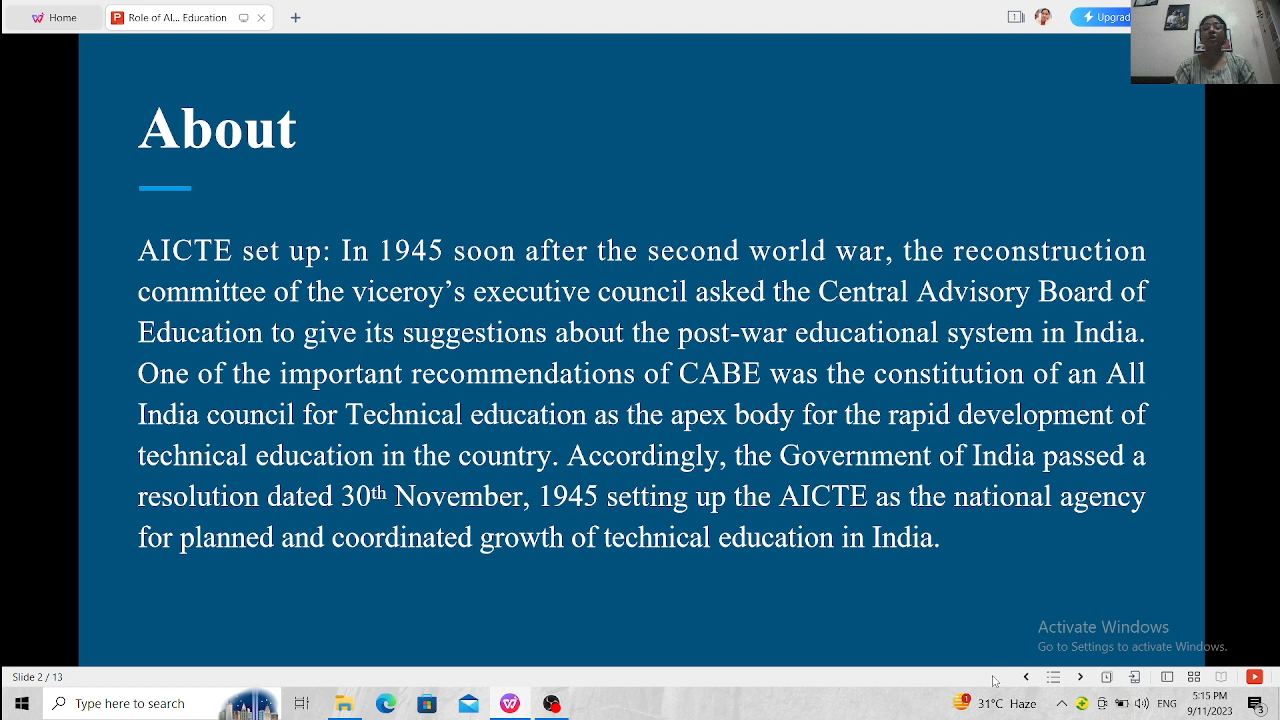 Home
Role of AI... Education
1
Upgrad
About
AICTE set up: In 1945 soon after the second world war, the reconstruction
committee of the viceroy’s executive council asked the Central Advisory Board of
Education to give its suggestions about the post-war educational system in India.
One of the important recommendations of CABE was the constitution of an All
India council for Technical education as the apex body for the rapid development of
technical education in the country. Accordingly, the Government of India passed a
resolution dated 30th November, 1945 setting up the AICTE as the national agency
for planned and coordinated growth of technical education in India.
Activate Windows
Go to Settings to activate Windows.
Slide 2 / 13
Type here to search
1
31°C Haze
ENG
5:15 PM
9/11/2023
3